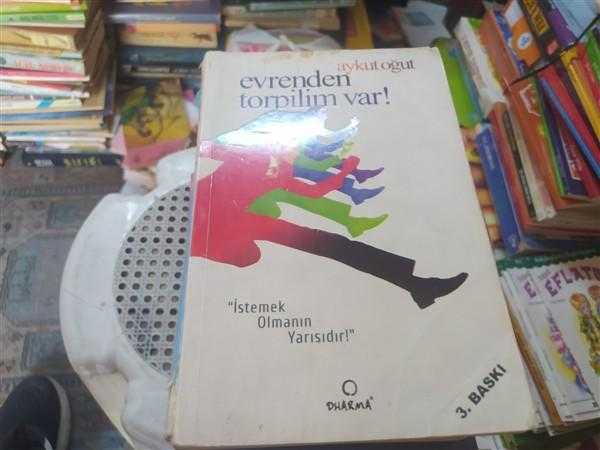 aykut oğut
evrenden
torpilim var!
"İstemek
Olmanın
Yarısıdır!"
DHARMA
3. BASKI
EFLATUN